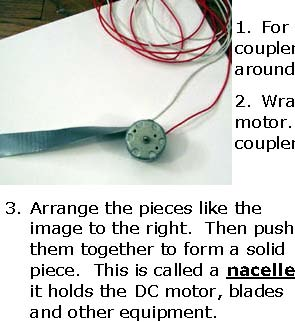 1. For
coupler
around
2. Wra
motor.
coupler
3. Arrange the pieces like the
image to the right. Then push
them together to form a solid
piece. This is called a nacelle
it holds the DC motor, blades
and other equipment.